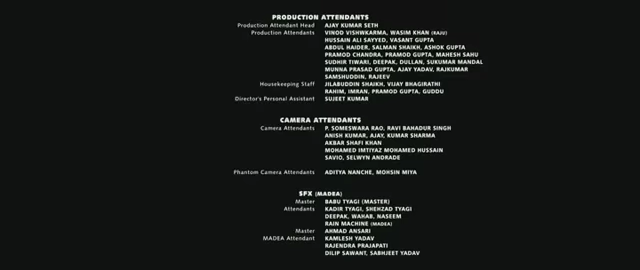 PRODUCTION ATTENDANTS
Production Attendant Head AJAY KUMAR SETH
Production Attendants VINOD VISHWKARMA, WASIM KHAN (RAJU)
HUSSAIN ALI SAYYED, VASANT GUPTA
ABDUL HAIDER, SALMAN SHAIKH, ASHOK GUPTA
PRAMOD CHANDRA, PRAMOD GUPTA, MAHESH SAHU
SUDHIR TIWARI, DEEPAK, DULLAN, SUKUMAR MANDAL
MUNNA PRASAD GUPTA, AJAY YADAV, RAJKUMAR
SAMSHUDDIN, RAJEEV
Housekeeping Staff JILABUDDIN SHAIKH, VIJAY BHAGIRATHI
RAHIM, IMRAN, PRAMOD GUPTA, GUDDU
Director's Personal Assistant SUJEET KUMAR
CAMERA ATTENDANTS
Camera Attendants P. SOMESWARA RAO, RAVI BAHADUR SINGH
ANISH KUMAR, AJAY, KUMAR SHARMA
AKBAR SHAFI KHAN
MOHAMED IMTIYAZ MOHAMED HUSSAIN
SAVIO, SELWYN ANDRADE
Phantom Camera Attendants ADITYA NANCHE, MOHSIN MIYA
SFX (MADEA)
Master BABU TYAGI (MASTER)
Attendants KADIR TYAGI, SHEHZAD TYAGI
DEEPAK, WAHAB, NASEEM
RAIN MACHINE (MADEA)
Master AHMAD ANSARI
MADEA Attendant KAMLESH YADAV
RAJENDRA PRAJAPATI
DILIP SAWANT, SABHJEET YADAV